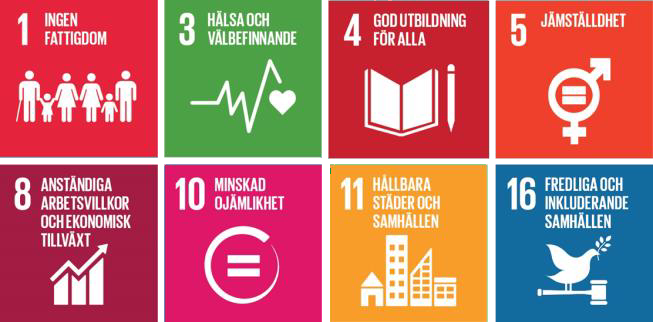 1 INGEN
FATTIGDOM
3 HÄLSA OCH
VÄLBEFINNANDE
4 GOD UTBILDNING
FÖR ALLA
5 JÄMSTÄLLDHET
8 ANSTÄNDIGA
ARBETSVILLKOR
OCH EKONOMISK
TILLVÄXT
10 MINSKAD
OJÄMLIKHET
11 HÅLLBARA
STÄDER OCH
SAMHÄLLEN
16 FREDLIGA OCH
INKLUDERANDE
SAMHÄLLEN